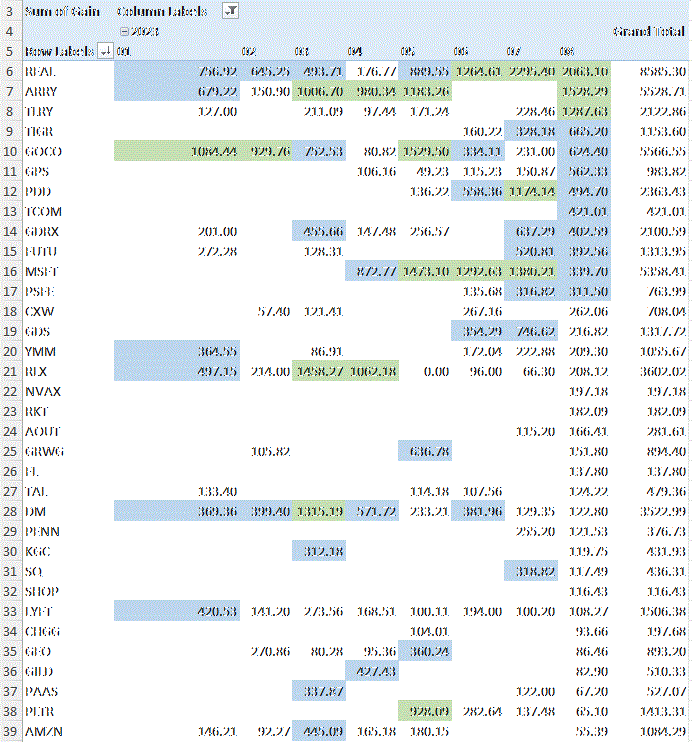 3 Sum of Gain Column Labels
4 2023 Grand Total
5 Row Labels 01 02 03 04 05 06 07 08
6 REAL 756.92 645.25 493.71 176.77 889.55 1264.61 2295.40 2063.10 8585.30
7 ARRY 679.22 150.90 1006.70 980.34 1183.26 1528.29 5528.71
8 TLRY 127.00 211.09 97.44 171.24 228.46 1287.63 2122.86
9 TIGR 160.22 328.18 665.20 1153.60
10 GOCO 1084.44 929.76 752.53 80.82 1529.50 334.11 231.00 624.40 5566.55
11 GPS 106.16 49.23 115.23 150.87 562.33 983.82
12 PDD 136.22 558.36 1174.14 494.70 2363.43
13 TCOM 421.01 421.01
14 GDRX 201.00 455.66 147.48 256.57 637.29 402.59 2100.59
15 FUTU 272.28 128.31 520.81 392.56 1313.95
16 MSFT 872.77 1473.10 1292.63 1380.21 339.70 5358.41
17 PSFE 135.68 316.82 311.50 763.99
18 CXW 57.40 121.41 267.16 262.06 708.04
19 GDS 354.29 746.62 216.82 1317.72
20 YMM 364.55 86.91 172.04 222.88 209.30 1055.67
21 RLX 497.15 214.00 1458.27 1062.18 0.00 96.00 66.30 208.12 3602.02
22 NVAX 197.18 197.18
23 RKT 182.09 182.09
24 AOUT 115.20 166.41 281.61
25 GRWG 105.82 636.78 151.80 894.40
26 FL 137.80 137.80
27 TAL 133.40 114.18 107.56 124.22 479.36
28 DM 369.36 399.40 1315.19 571.72 233.21 381.96 129.35 122.80 3522.99
29 PENN 255.20 121.53 376.73
30 KGC 312.18 119.75 431.93
31 SQ 318.82 117.49 436.31
32 SHOP 116.43 116.43
33 LYFT 420.53 141.20 273.56 168.51 100.11 194.00 100.20 108.27 1506.38
34 CHGG 104.01 93.66 197.68
35 GEO 270.86 80.28 95.36 360.24 86.46 893.20
36 GILD 427.43 82.90 510.33
37 PAAS 337.87 122.00 67.20 527.07
38 PETR 928.09 282.64 137.48 65.10 1413.31
39 AMZN 146.21 92.27 445.09 165.18 180.15 55.39 1084.29